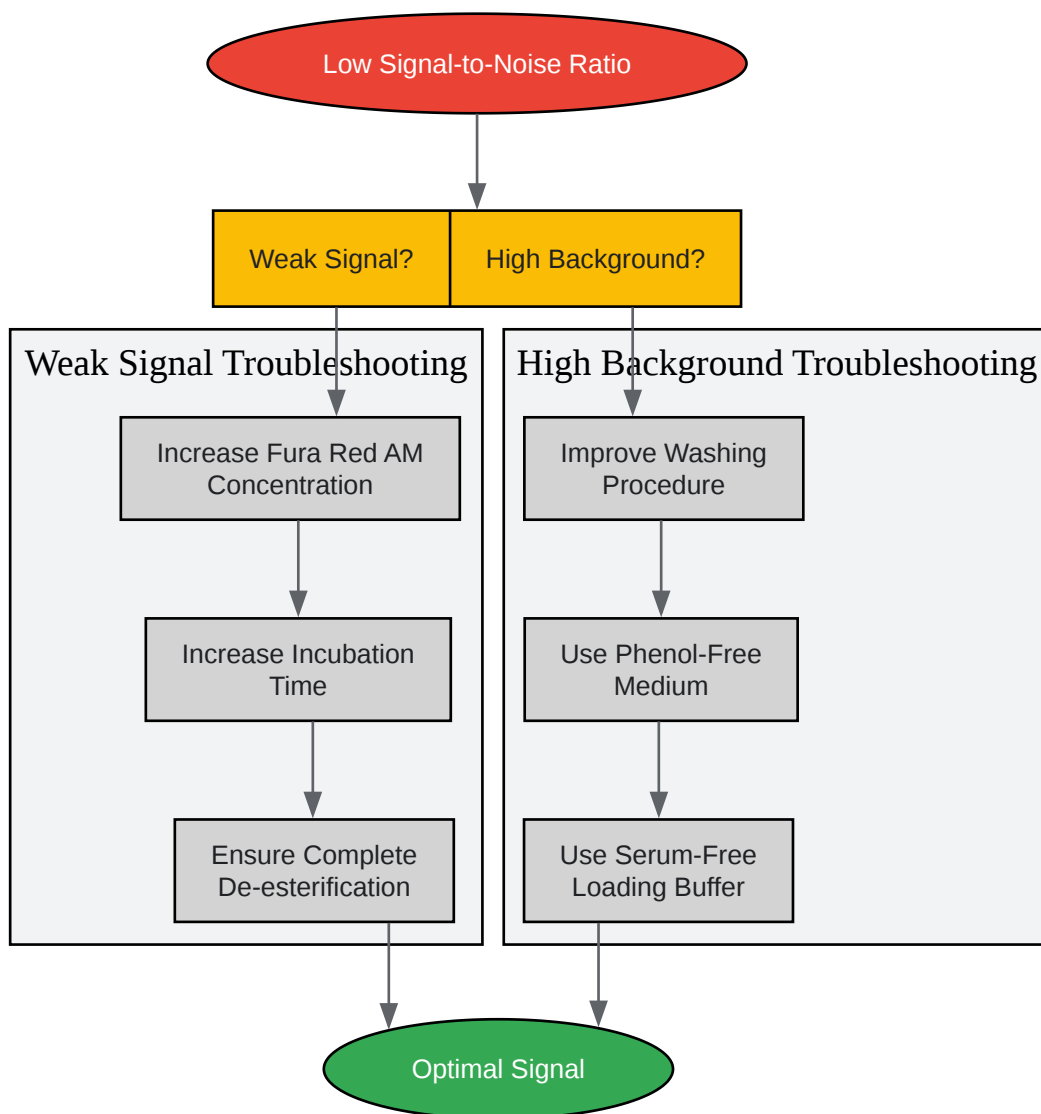 Low Signal-to-Noise Ratio
Weak Signal?
High Background?
Weak Signal Troubleshooting
Increase Fura Red AM
Concentration
Increase Incubation
Time
Ensure Complete
De-esterification
High Background Troubleshooting
Improve Washing
Procedure
Use Phenol-Free
Medium
Use Serum-Free
Loading Buffer
Optimal Signal